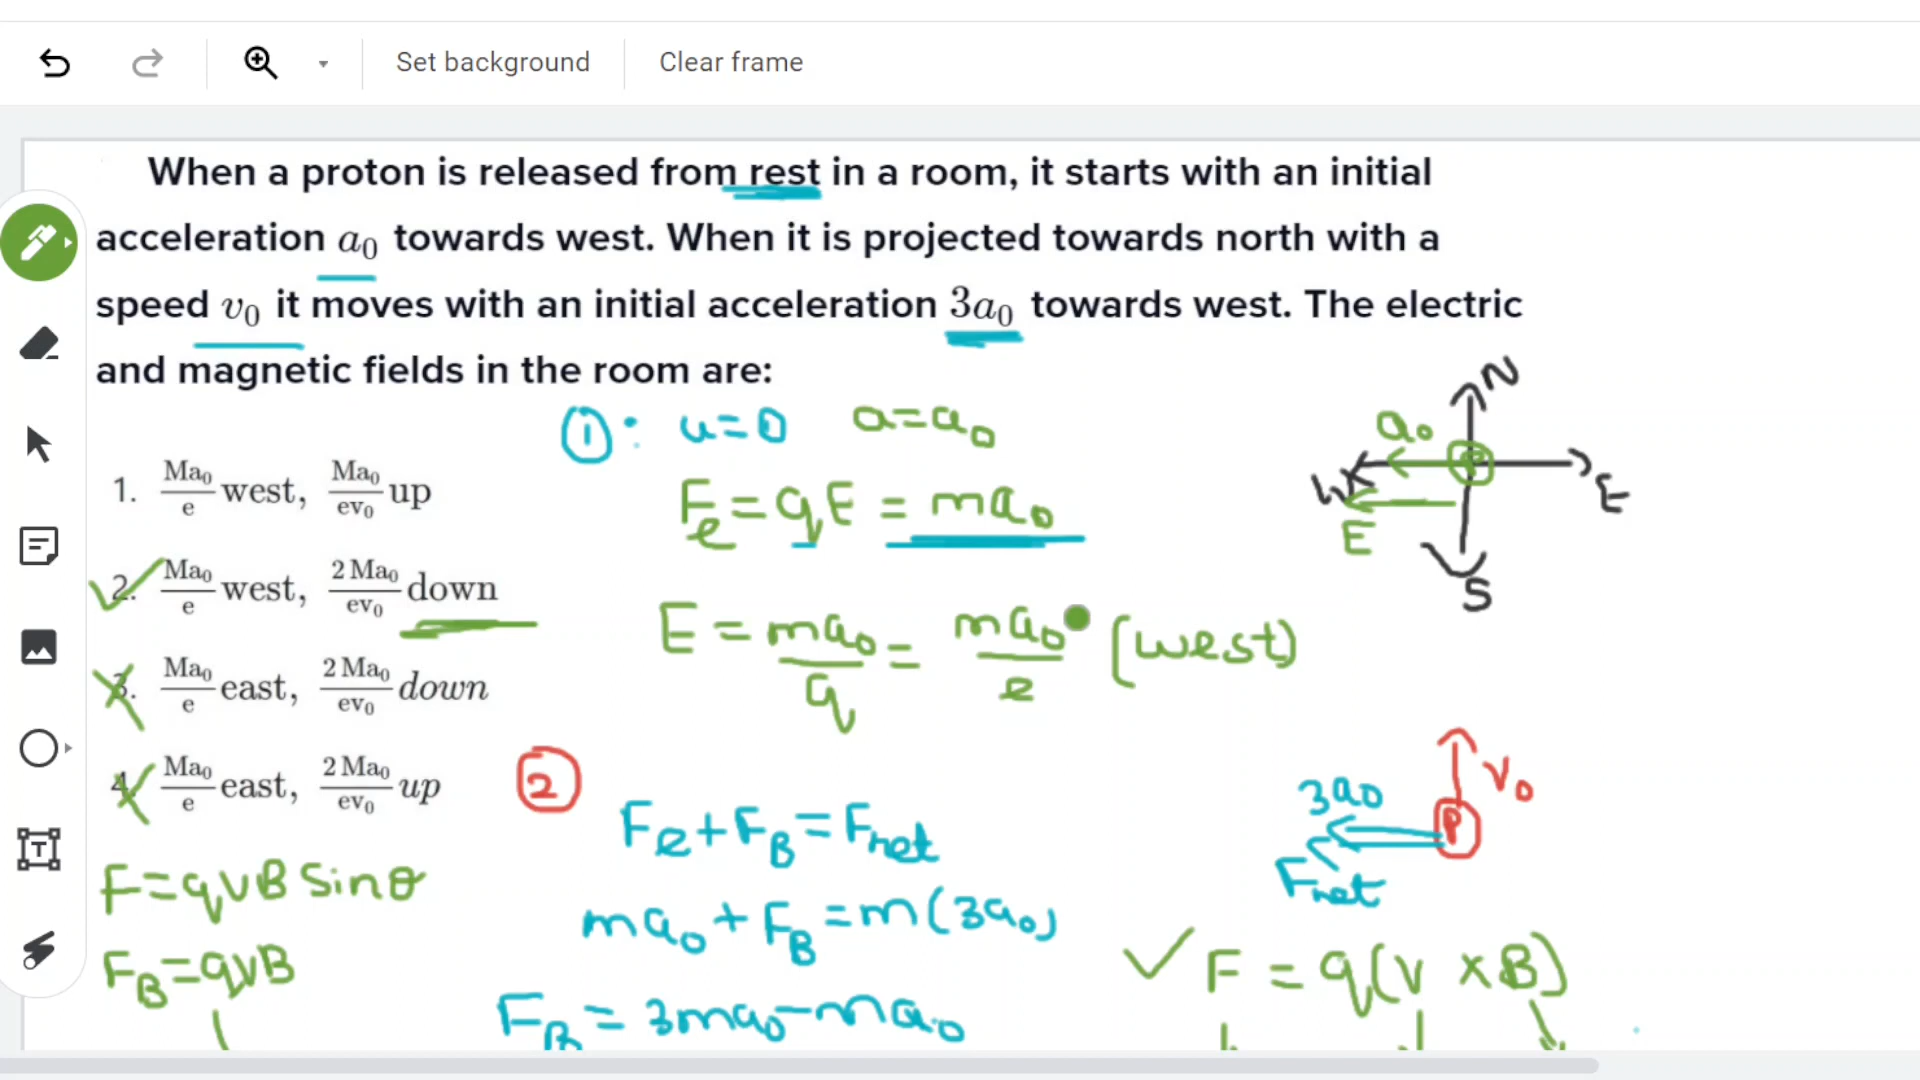 Set background Clear frame
When a proton is released from rest in a room, it starts with an initial
acceleration a₀ towards west. When it is projected towards north with a
speed v₀ it moves with an initial acceleration 3a₀ towards west. The electric
and magnetic fields in the room are:
1. Ma₀/e west, Ma₀/ev₀ up
2. Ma₀/e west, 2 Ma₀/ev₀ down
3. Ma₀/e east, 2 Ma₀/ev₀ down
4. Ma₀/e east, 2 Ma₀/ev₀ up
①: u=0 a=a₀
Fe = qE = ma₀
E = ma₀/q = ma₀/e (west)
N
a₀
P
W
E
E
S
②
Fe + FB = Fnet
ma₀ + FB = m(3a₀)
FB = 3ma₀ - ma₀
3a₀
P
v₀
Fnet
F = qvB Sinθ
FB = qvB
F = q(v × B)